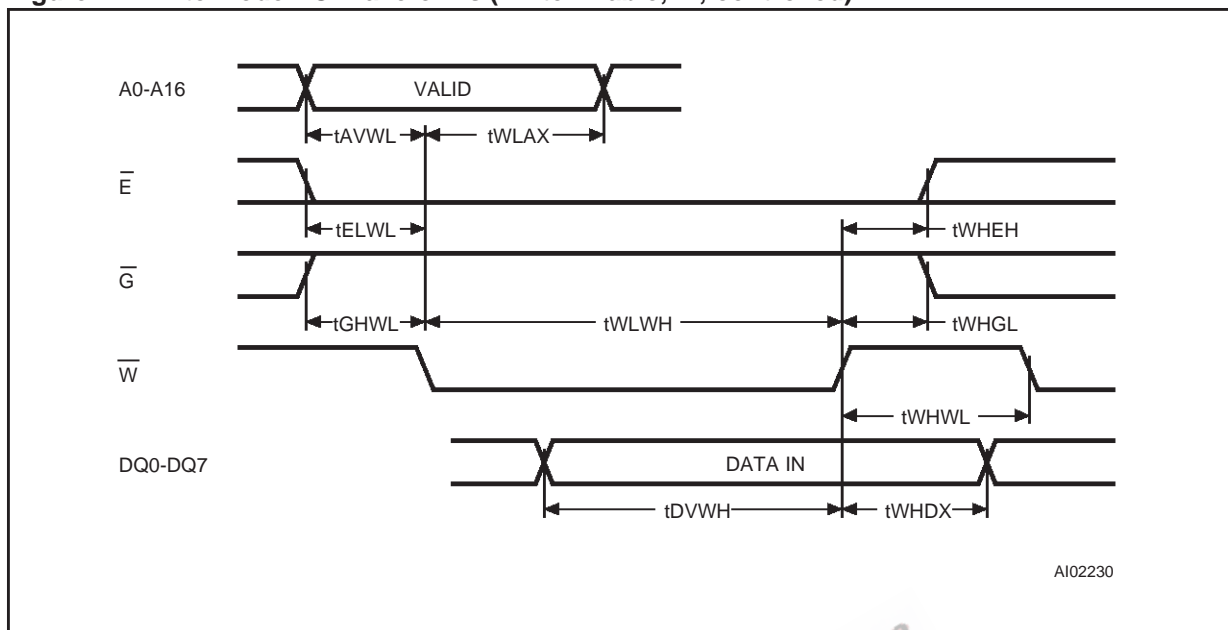 A0-A16
VALID
tAVWL
tWLAX
E
tELWL
tWHEH
G
tGHWL
tWLWH
tWHGL
W
tWHWL
DQ0-DQ7
DATA IN
tDVWH
tWHDX
AI02230